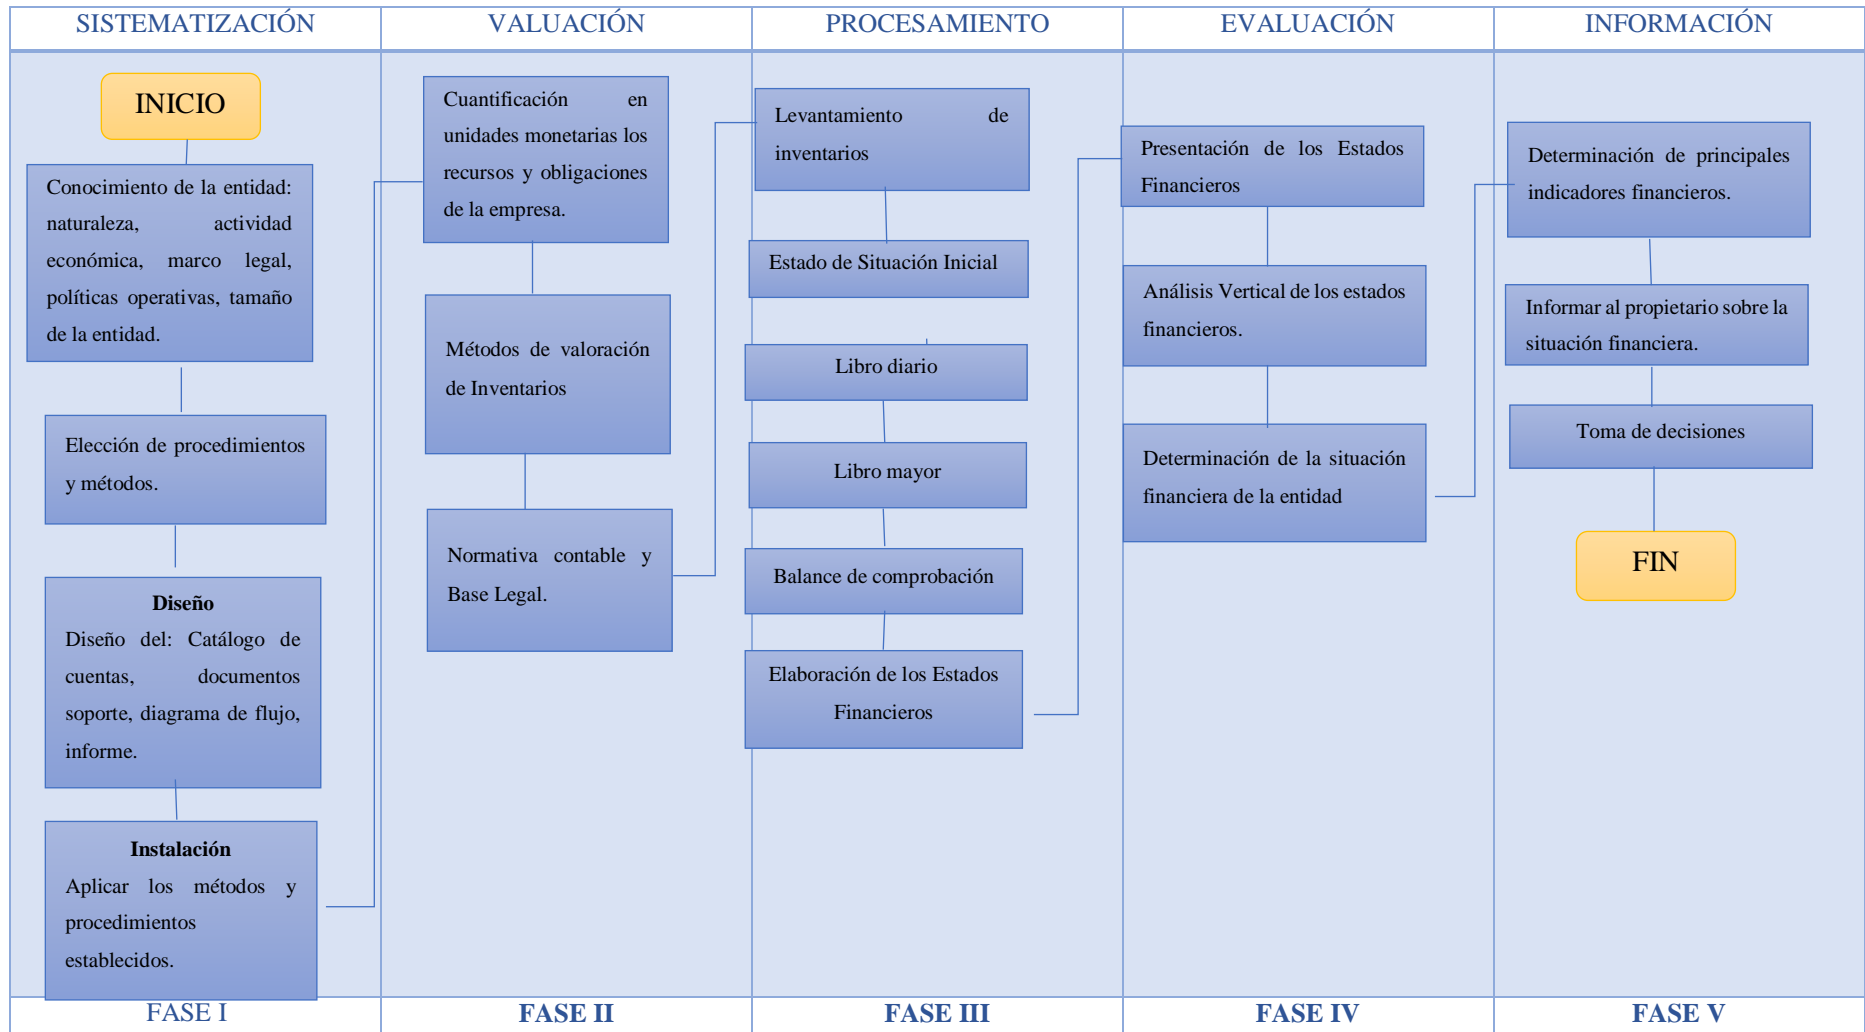 SISTEMATIZACIÓN
VALUACIÓN
PROCESAMIENTO
EVALUACIÓN
INFORMACIÓN
INICIO
Conocimiento de la entidad:
naturaleza, actividad
económica, marco legal,
políticas operativas, tamaño
de la entidad.
Elección de procedimientos
y métodos.
Diseño
Diseño del: Catálogo de
cuentas, documentos
soporte, diagrama de flujo,
informe.
Instalación
Aplicar los métodos y
procedimientos
establecidos.
Cuantificación en
unidades monetarias los
recursos y obligaciones
de la empresa.
Métodos de valoración
de Inventarios
Normativa contable y
Base Legal.
Levantamiento de
inventarios
Estado de Situación Inicial
Libro diario
Libro mayor
Balance de comprobación
Elaboración de los Estados
Financieros
Presentación de los Estados
Financieros
Análisis Vertical de los estados
financieros.
Determinación de la situación
financiera de la entidad
Determinación de principales
indicadores financieros.
Informar al propietario sobre la
situación financiera.
Toma de decisiones
FIN
FASE I
FASE II
FASE III
FASE IV
FASE V